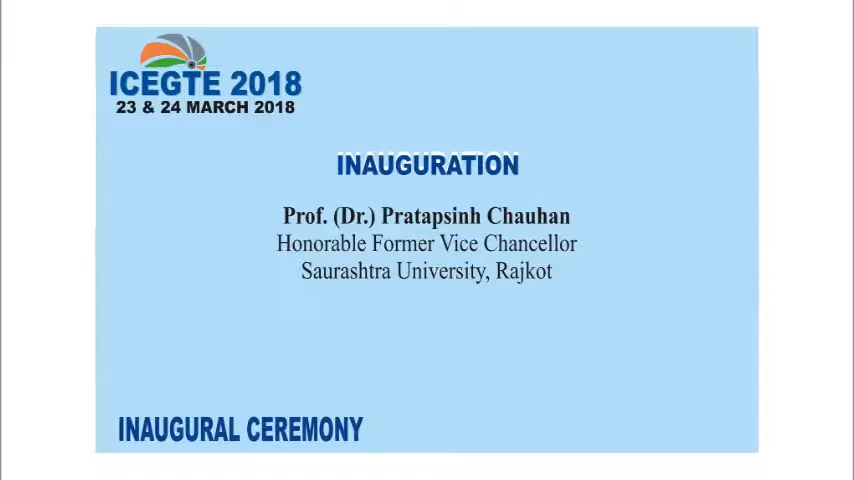 ICEGTE 2018
23 & 24 MARCH 2018
INAUGURATION
Prof. (Dr.) Pratapsinh Chauhan
Honorable Former Vice Chancellor
Saurashtra University, Rajkot
INAUGURAL CEREMONY